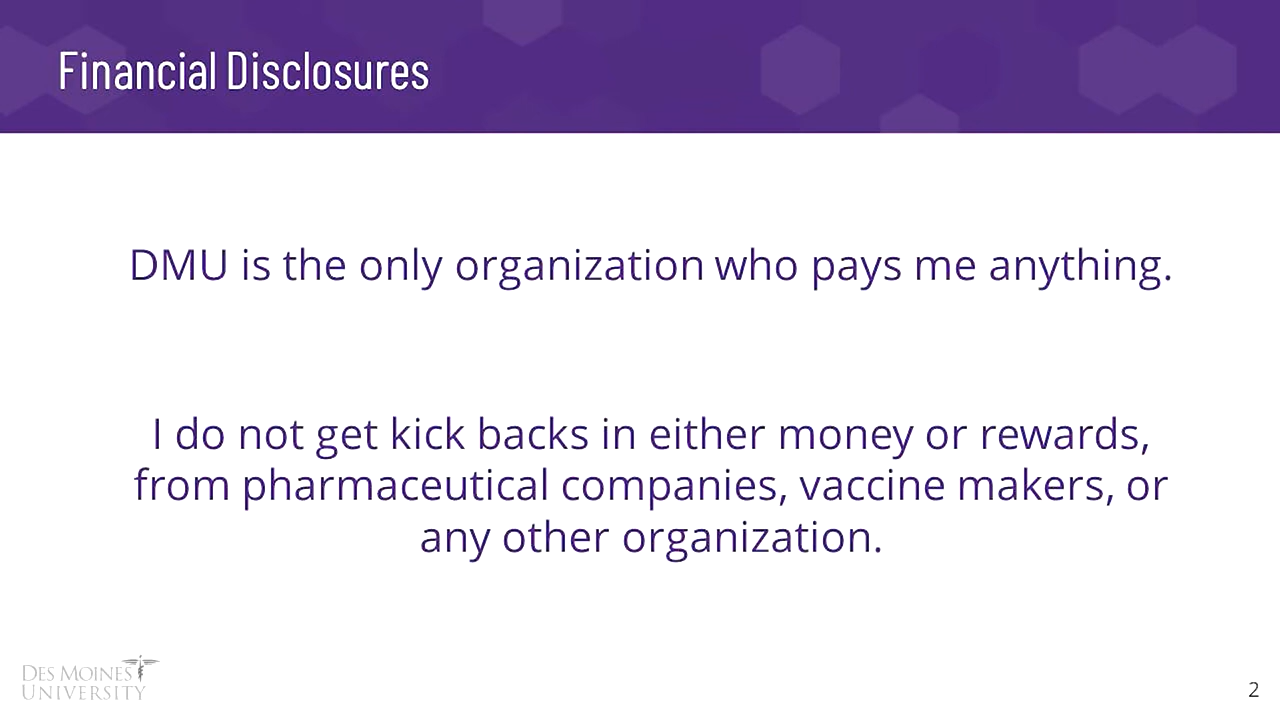 Financial Disclosures
DMU is the only organization who pays me anything.
I do not get kick backs in either money or rewards,
from pharmaceutical companies, vaccine makers, or
any other organization.
DES MOINES
UNIVERSITY
2